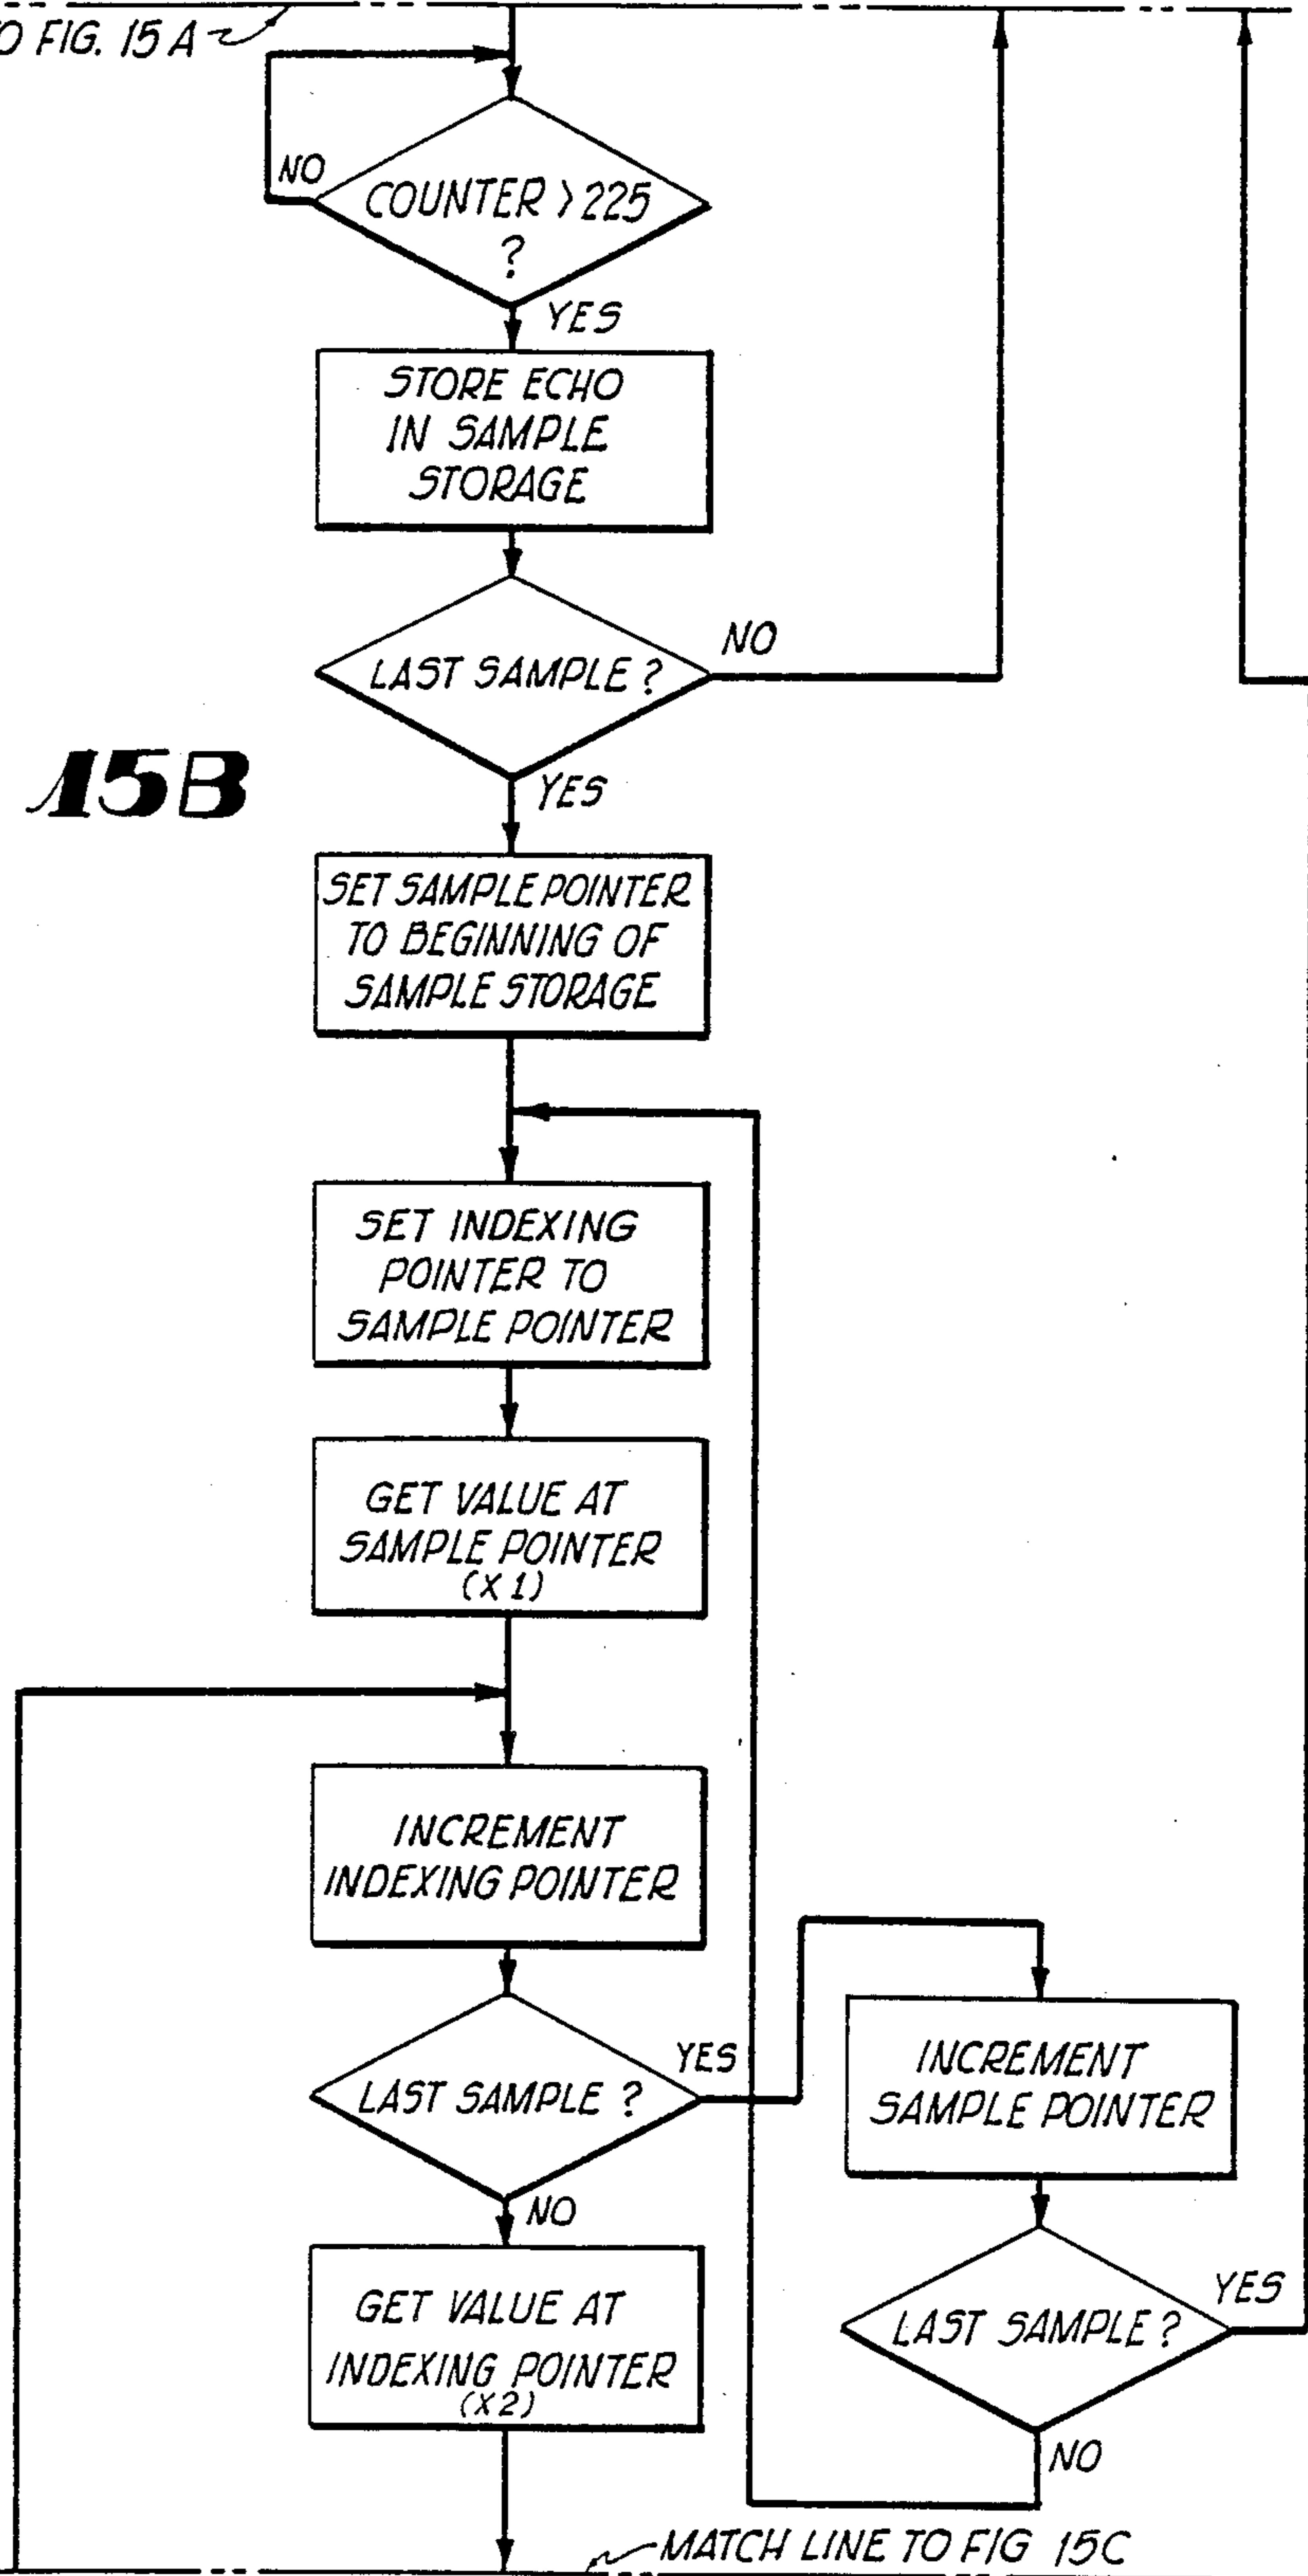 O FIG. 15 A
NO
COUNTER > 225
?
YES
STORE ECHO
IN SAMPLE
STORAGE
LAST SAMPLE ?
NO
15B
YES
SET SAMPLE POINTER
TO BEGINNING OF
SAMPLE STORAGE
SET INDEXING
POINTER TO
SAMPLE POINTER
GET VALUE AT
SAMPLE POINTER
(X1)
INCREMENT
INDEXING POINTER
LAST SAMPLE ?
YES
INCREMENT
SAMPLE POINTER
NO
GET VALUE AT
INDEXING POINTER
(X2)
LAST SAMPLE ?
YES
NO
MATCH LINE TO FIG 15C